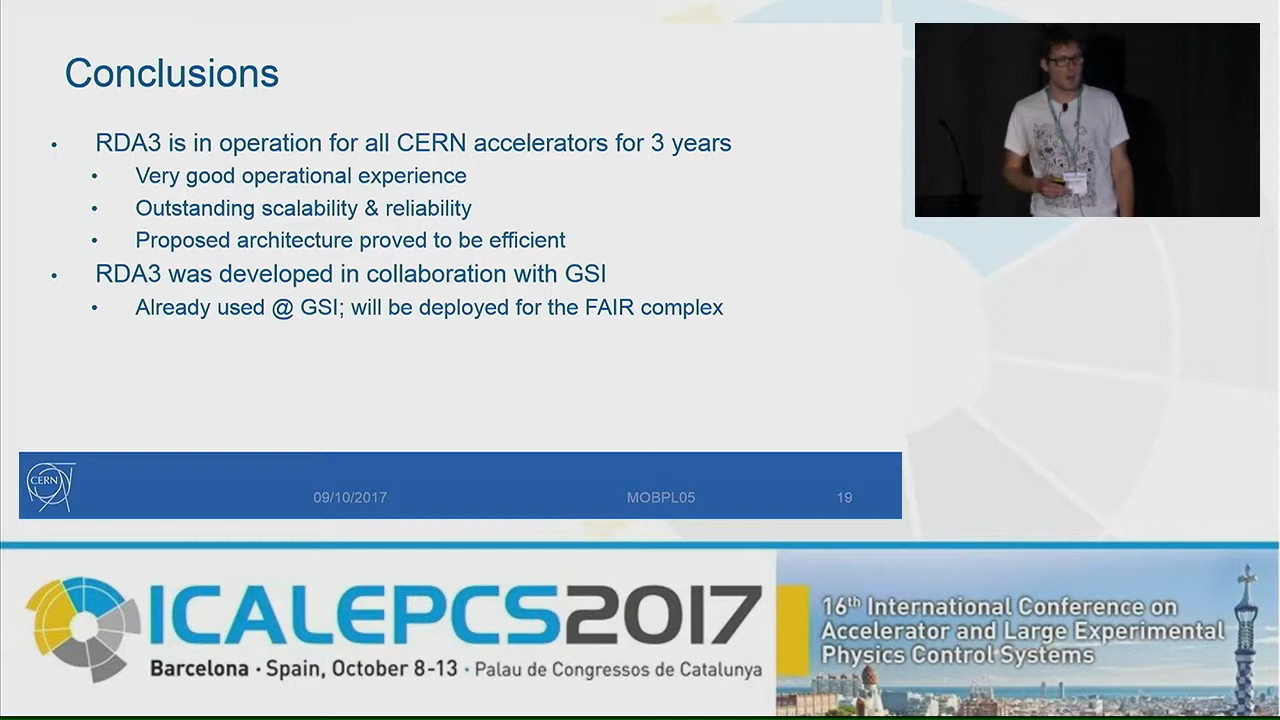 Conclusions
• RDA3 is in operation for all CERN accelerators for 3 years
• Very good operational experience
• Outstanding scalability & reliability
• Proposed architecture proved to be efficient
• RDA3 was developed in collaboration with GSI
• Already used @ GSI; will be deployed for the FAIR complex
CERN
09/10/2017 MOBPL05 19
ICALEPCS2017
Barcelona · Spain, October 8-13 · Palau de Congressos de Catalunya
16th International Conference on
Accelerator and Large Experimental
Physics Control Systems